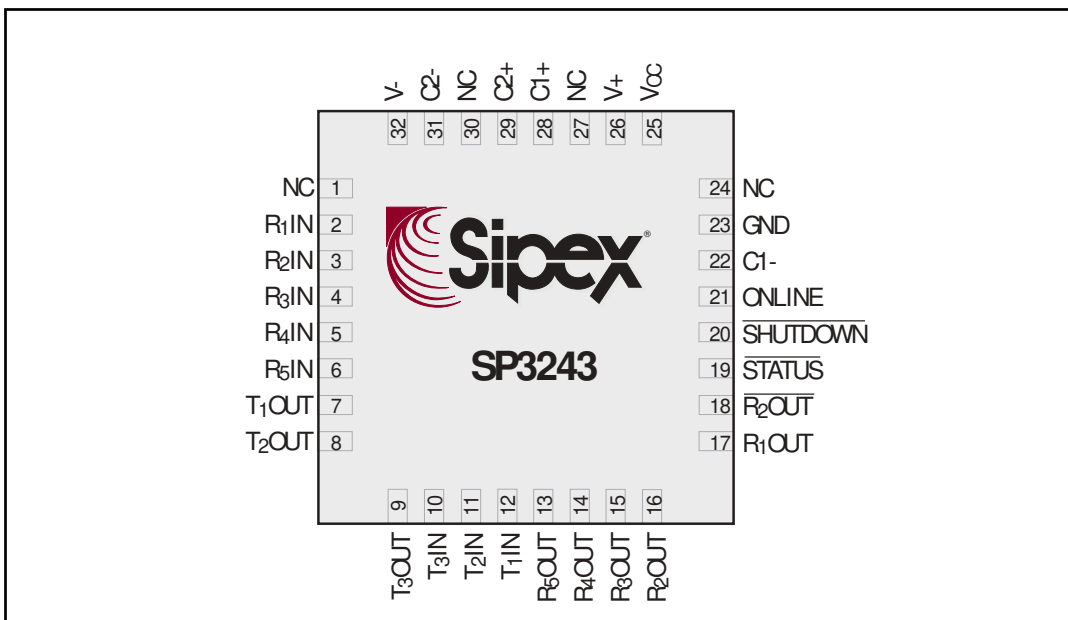 V- C2- NC C2+ C1+ NC V+ VCC
32 31 30 29 28 27 26 25
NC 1
R1IN 2
R2IN 3
R3IN 4
R4IN 5
R5IN 6
T1OUT 7
T2OUT 8
Sipex®
SP3243
24 NC
23 GND
22 C1-
21 ONLINE
20 SHUTDOWN
19 STATUS
18 R2OUT
17 R1OUT
9 10 11 12 13 14 15 16
T3OUT T3IN T2IN T1IN R5OUT R4OUT R3OUT R2OUT